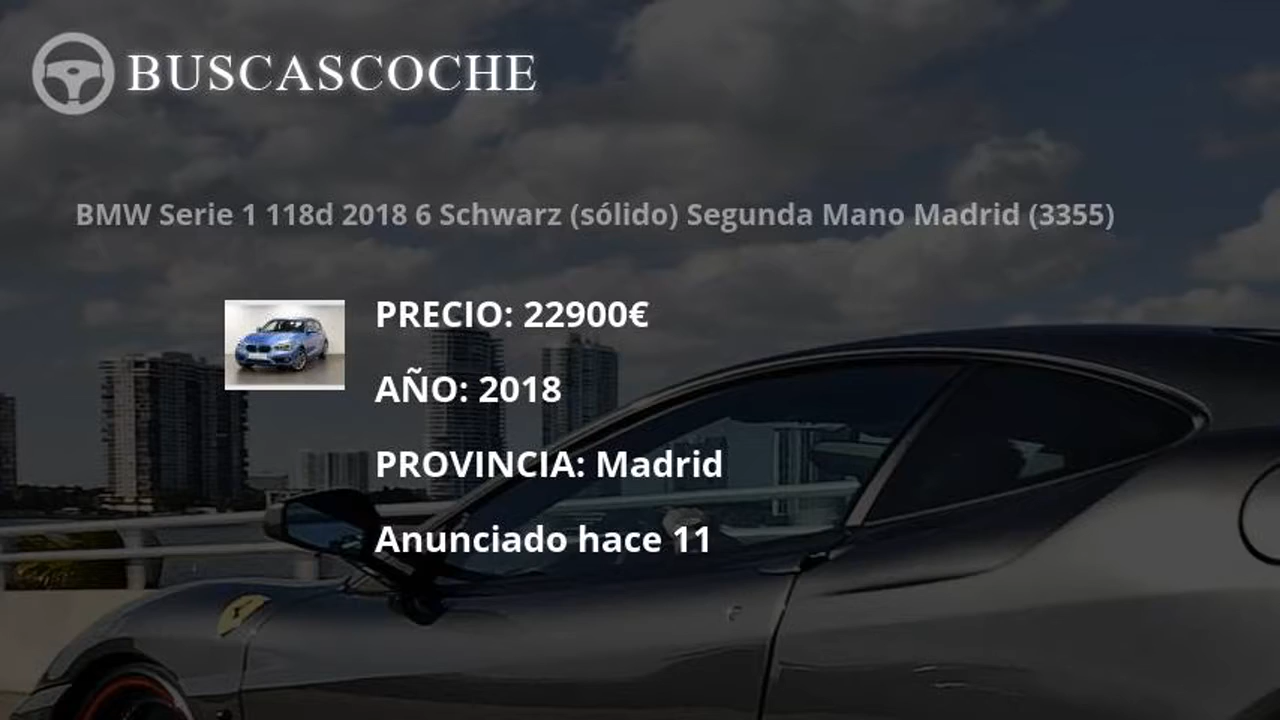 BUSCASCOCHE
BMW Serie 1 118d 2018 6 Schwarz (sólido) Segunda Mano Madrid (3355)
PRECIO: 22900€
AÑO: 2018
PROVINCIA: Madrid
Anunciado hace 11